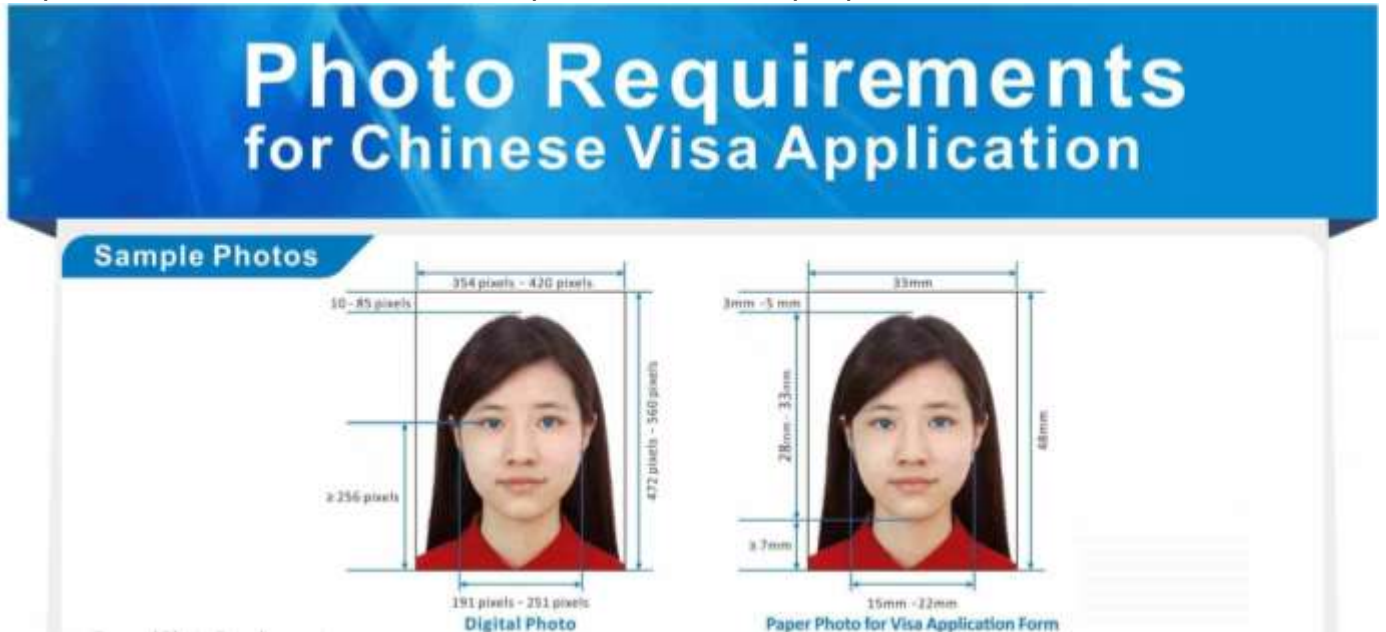 Photo Requirements
for Chinese Visa Application
Sample Photos
354 pixels - 420 pixels
10 - 85 pixels
472 pixels - 560 pixels
≥ 256 pixels
191 pixels - 251 pixels
Digital Photo
33mm
3mm -5 mm
28mm - 33mm
48mm
≥ 7mm
15mm -22mm
Paper Photo for Visa Application Form